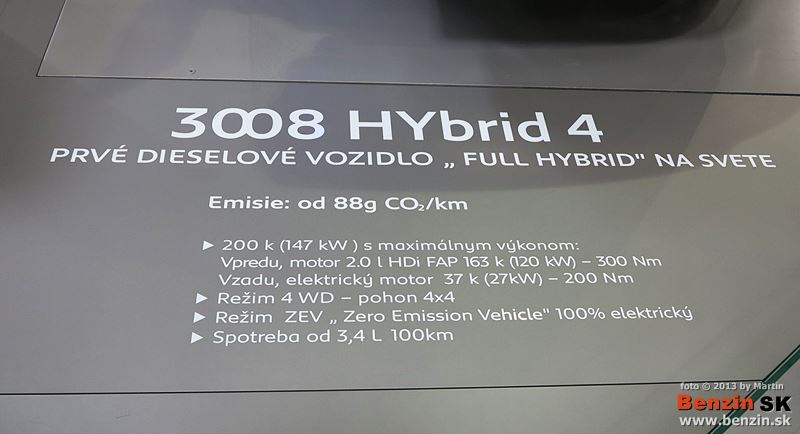 3008 HYbrid 4
PRVÉ DIESELOVÉ VOZIDLO „ FULL HYBRID" NA SVETE
Emisie: od 88g CO₂/km
► 200 k (147 kW ) s maximálnym výkonom:
Vpredu, motor 2.0 l HDi FAP 163 k (120 kW) – 300 Nm
Vzadu, elektrický motor 37 k (27kW) – 200 Nm
► Režim 4 WD – pohon 4x4
► Režim ZEV „ Zero Emission Vehicle" 100% elektrický
► Spotreba od 3,4 L 100km
foto © 2013 by Martin
Benzin SK
www.benzin.sk